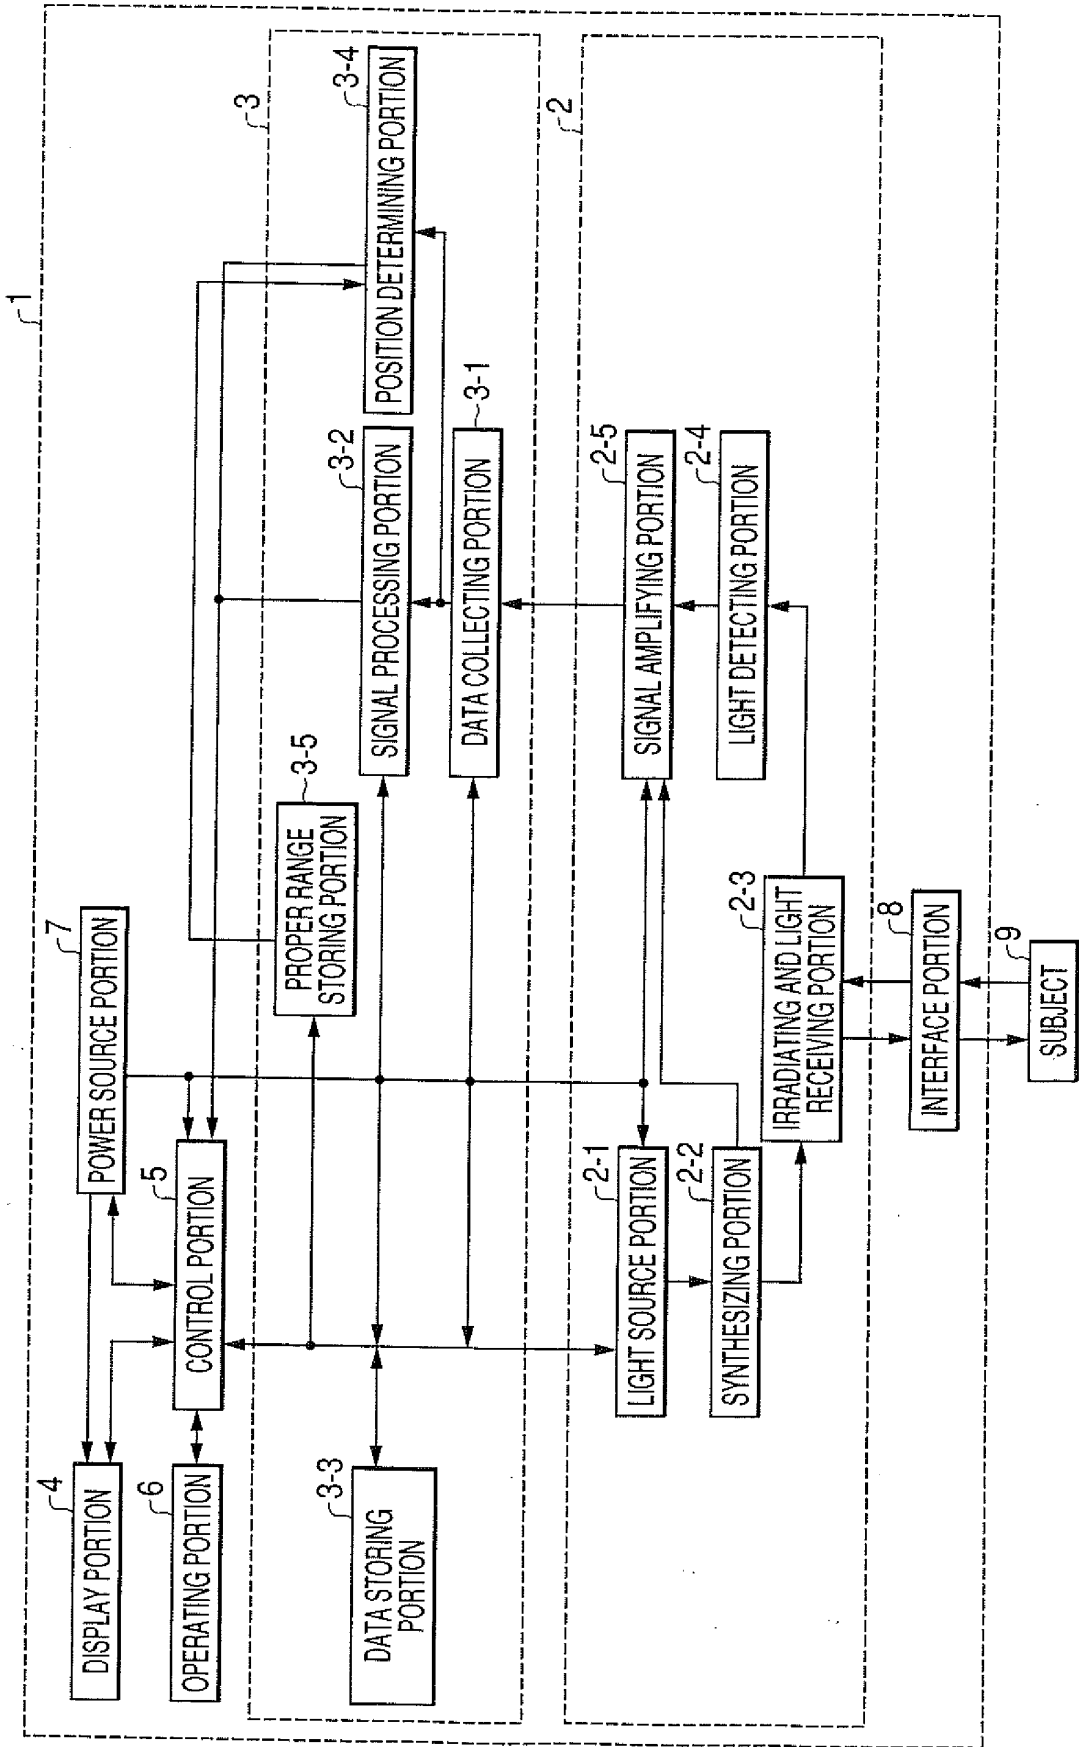 1
DISPLAY PORTION
4
OPERATING PORTION
6
CONTROL PORTION
5
POWER SOURCE PORTION
7
3
DATA STORING
PORTION
3-3
PROPER RANGE
STORING PORTION
3-5
SIGNAL PROCESSING PORTION
3-2
DATA COLLECTING PORTION
3-1
POSITION DETERMINING PORTION
3-4
2
LIGHT SOURCE PORTION
2-1
SYNTHESIZING PORTION
2-2
IRRADIATING AND LIGHT
RECEIVING PORTION
2-3
SIGNAL AMPLIFYING PORTION
2-5
LIGHT DETECTING PORTION
2-4
INTERFACE PORTION
8
SUBJECT
9